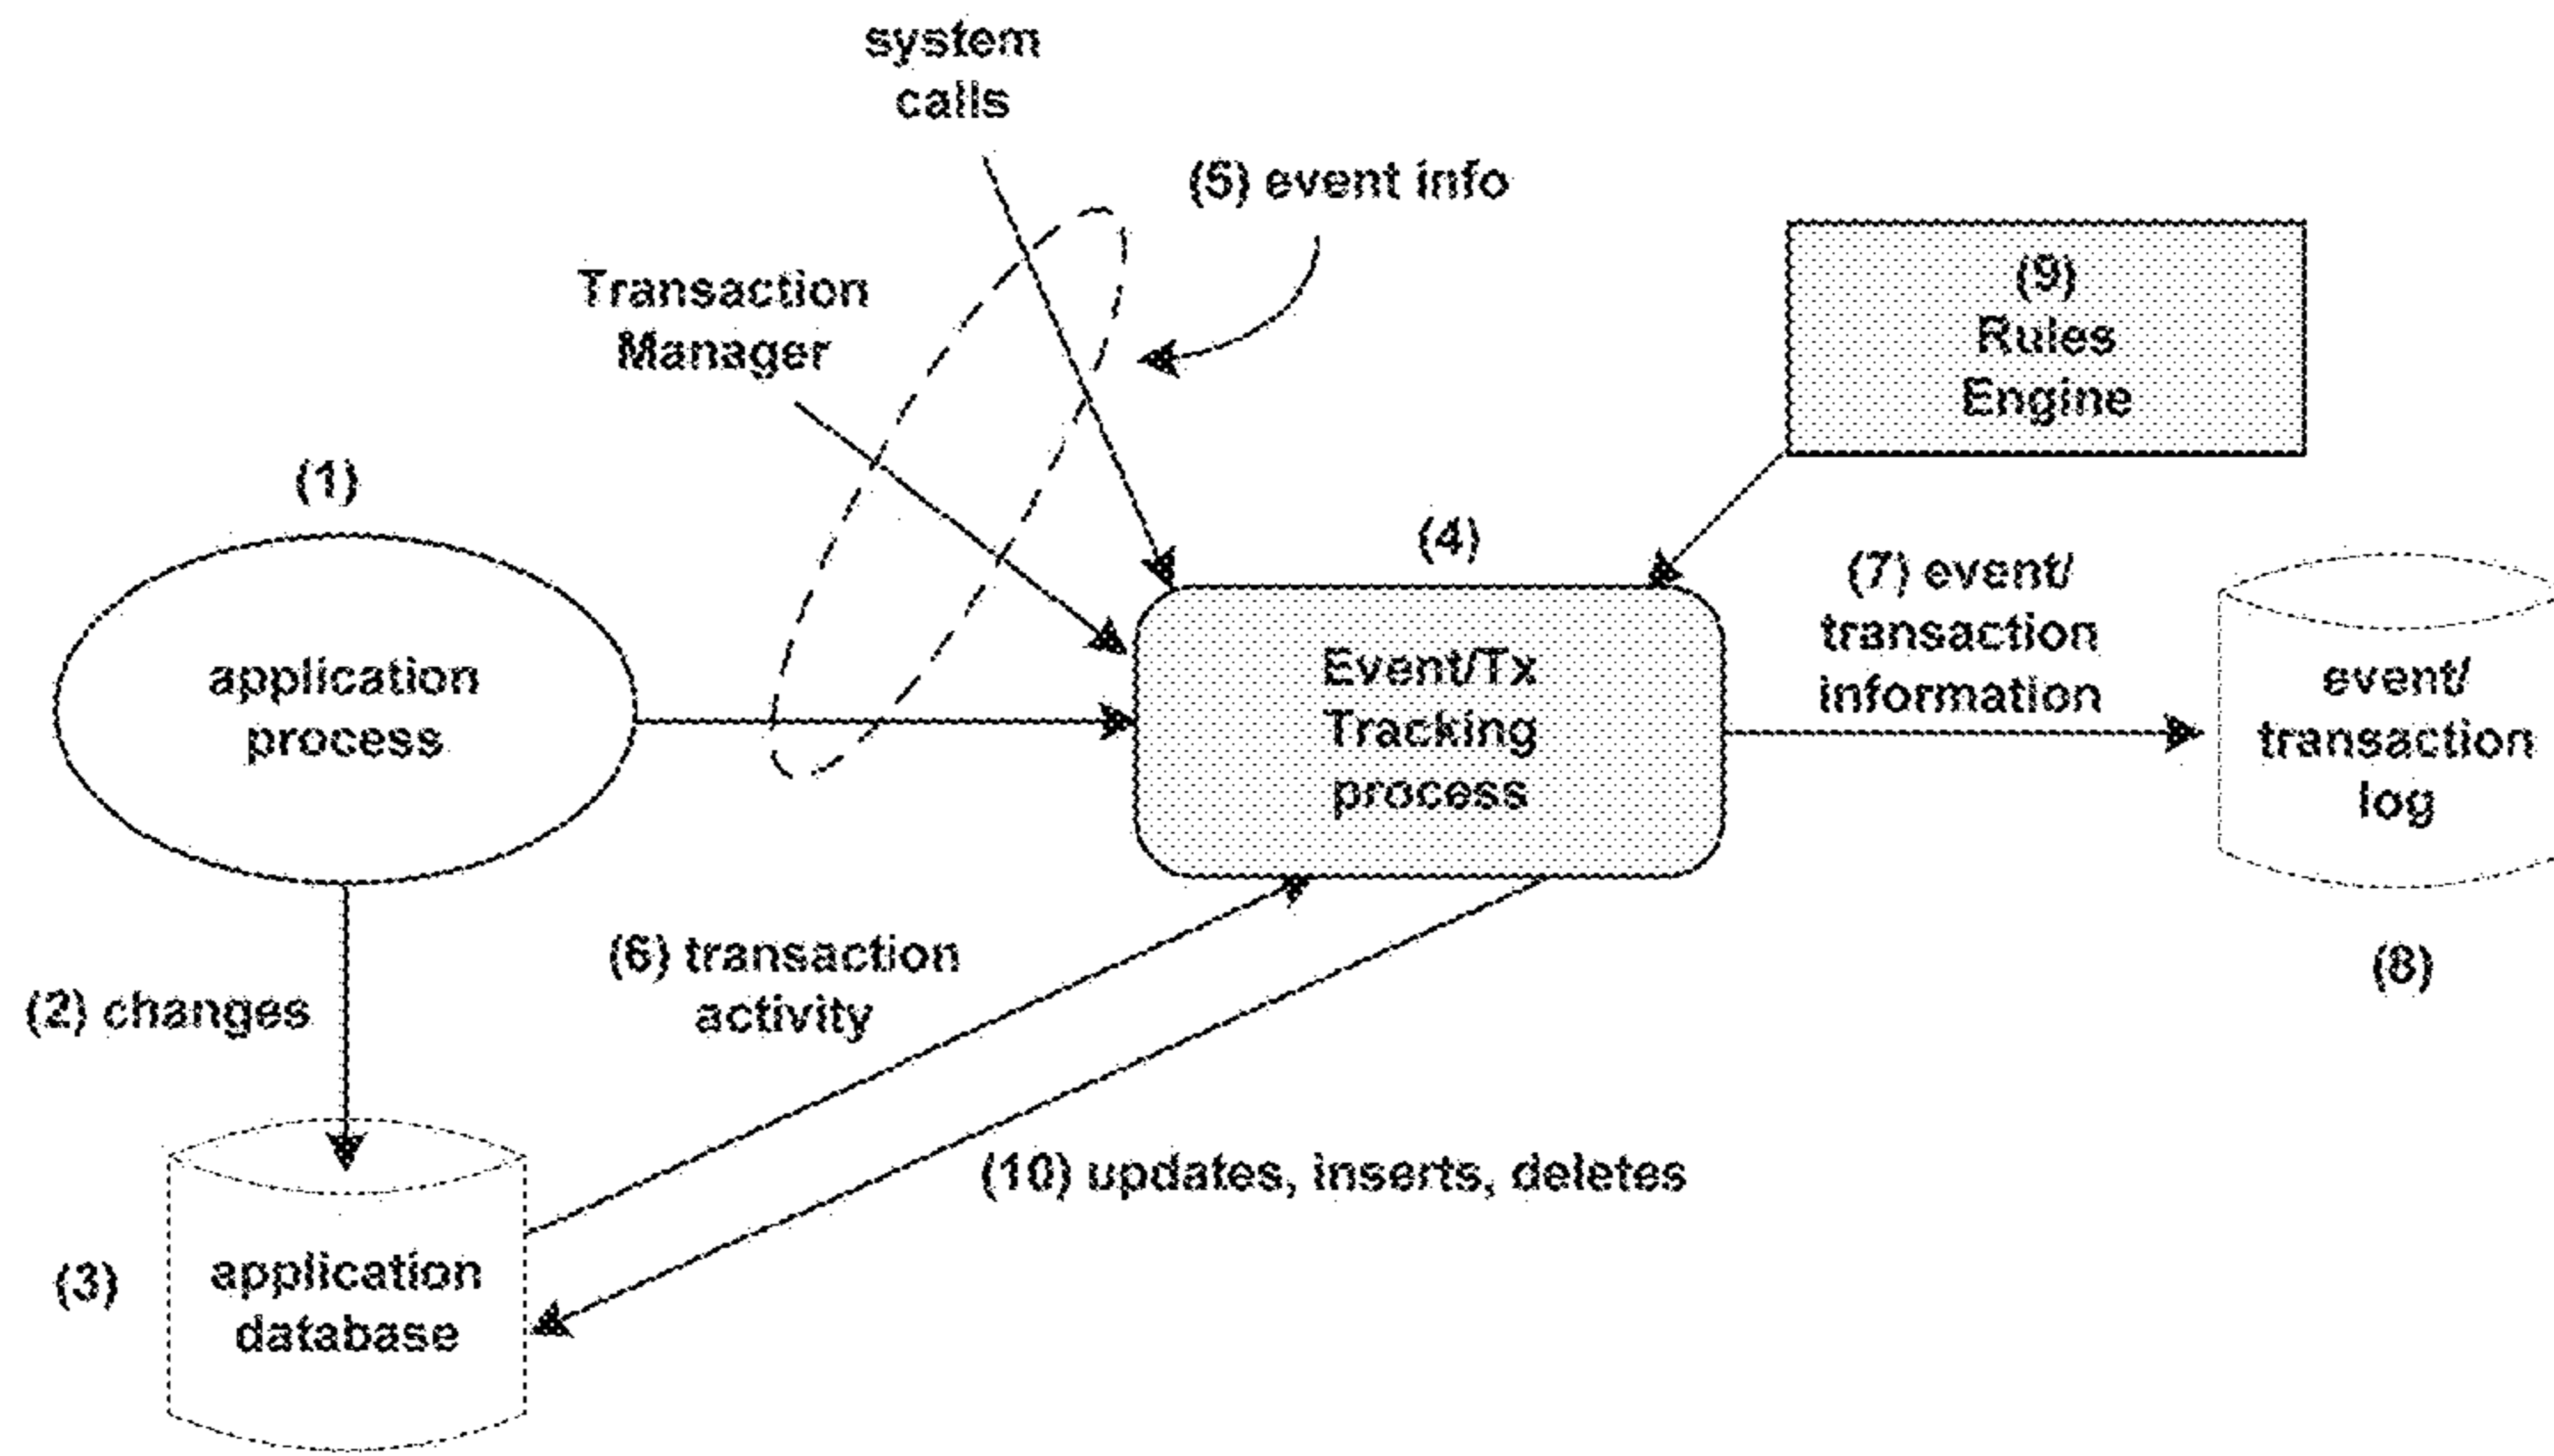 system
calls
(5) event info
Transaction
Manager
(9)
Rules
Engine
(1)
application
process
(4)
Event/Tx
Tracking
process
(7) event/
transaction
information
event/
transaction
log
(8)
(2) changes
(6) transaction
activity
(10) updates, inserts, deletes
(3)
application
database